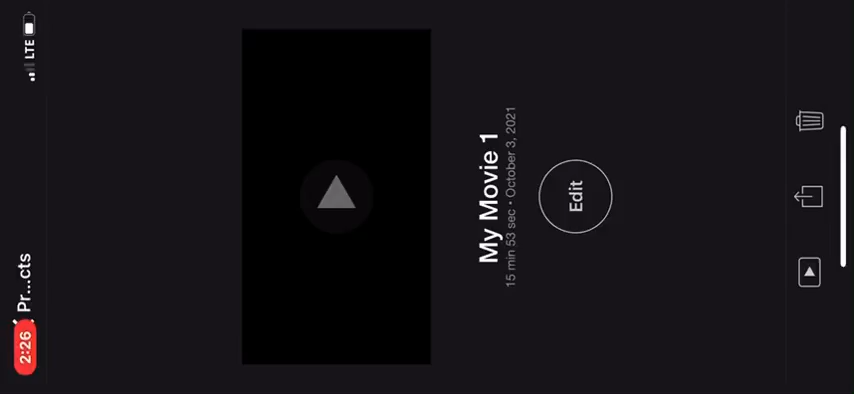 2:26
LTE
Pr...cts
My Movie 1
15 min 53 sec • October 3, 2021
Edit